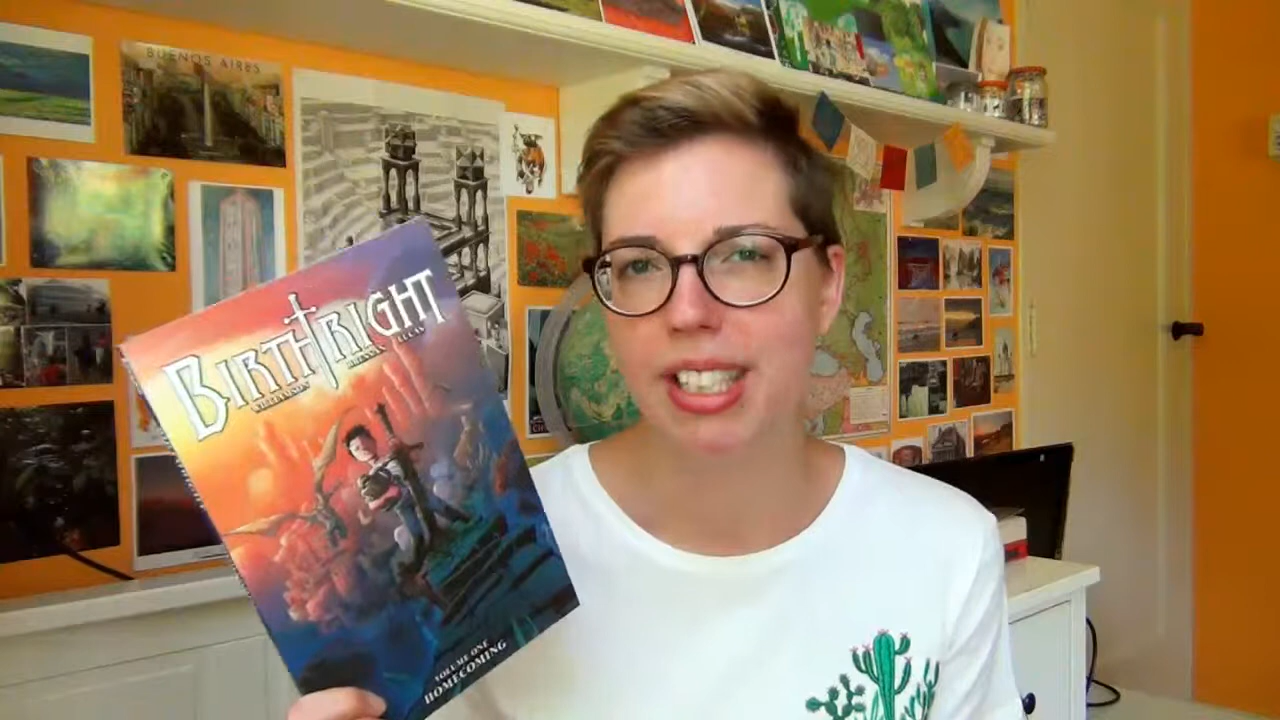 BUENOS AIRES
BIRTHRIGHT
WILLIAMSON BRESSAN LUCAS
VOLUME ONE
HOMECOMING